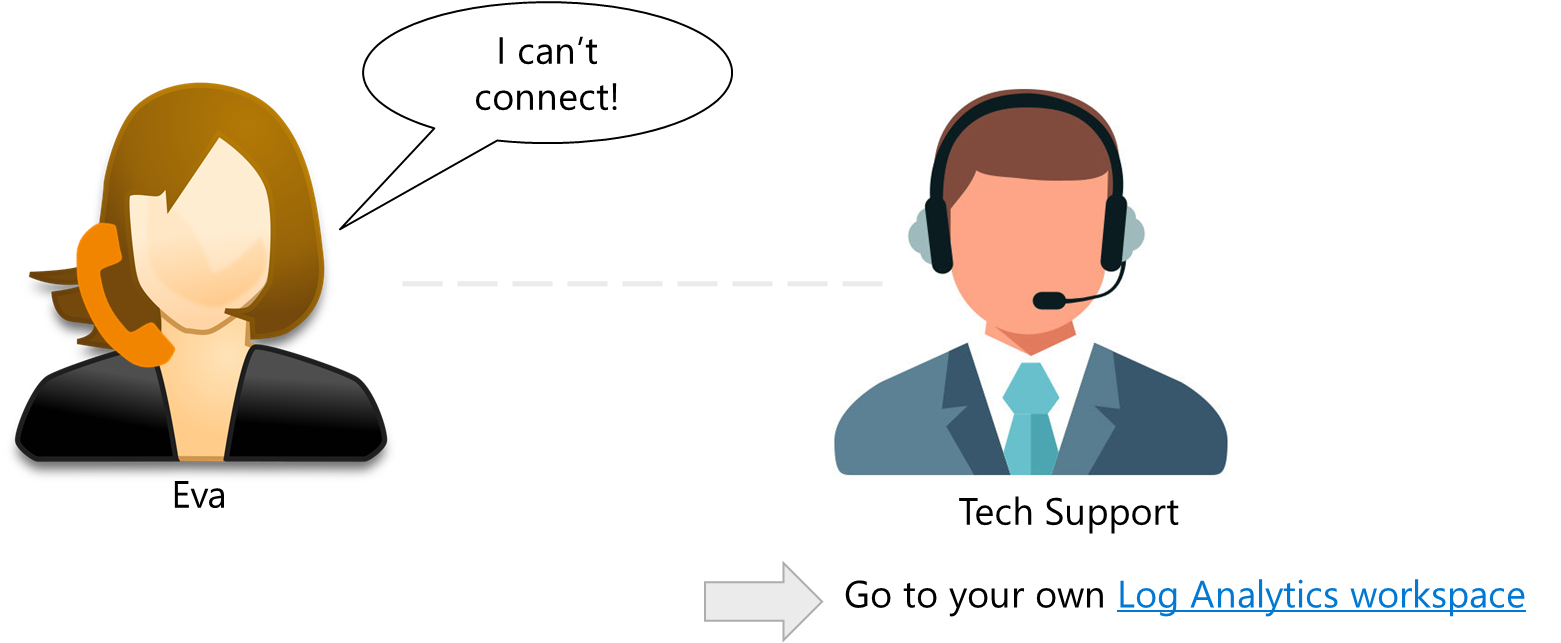 I can’t
connect!
Eva
Tech Support
Go to your own Log Analytics workspace